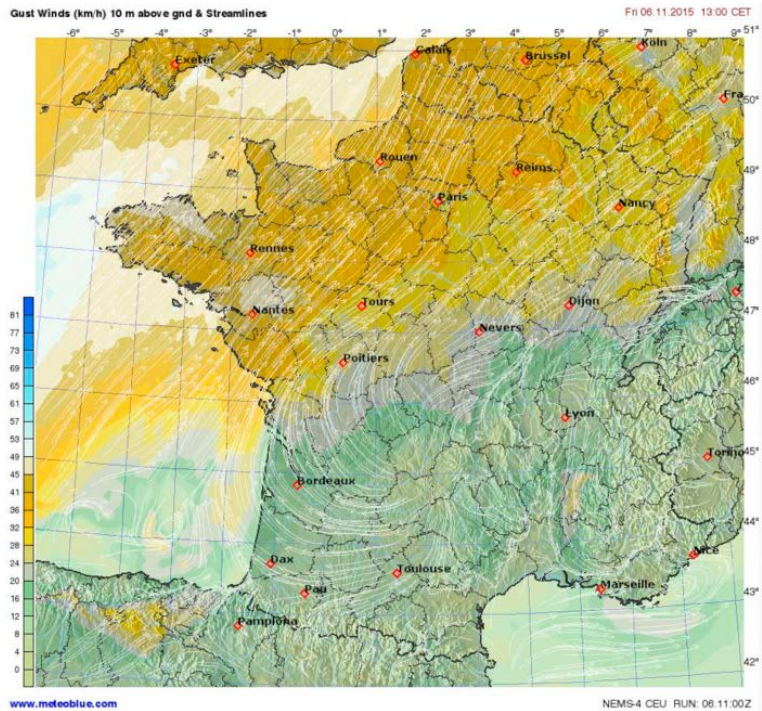 Gust Winds (km/h) 10 m above gnd & Streamlines
Fri 06.11.2015 13:00 CET
-6° -5° -4° -3° -2° -1° 0° 1° 2° 3° 4° 5° 6° 7° 8° 9° 51°
Calais
Köln
Exeter
Brüssel
50°
Fra
Rouen
49°
Reims
Paris
Nancy
48°
Rennes
Nantes
Tours
Dijon
47°
81
Nevers
77
73
Poitiers
46°
69
65
61
Lyon
57
53
49
Torino
45°
45
41
Bordeaux
36
32
44°
28
24
Dax
Toulouse
Nice
20
Pau
Marseille
43°
16
12
Pamplona
8
4
42°
0
www.meteoblue.com
NEMS-4 CEU RUN: 06.11:00Z